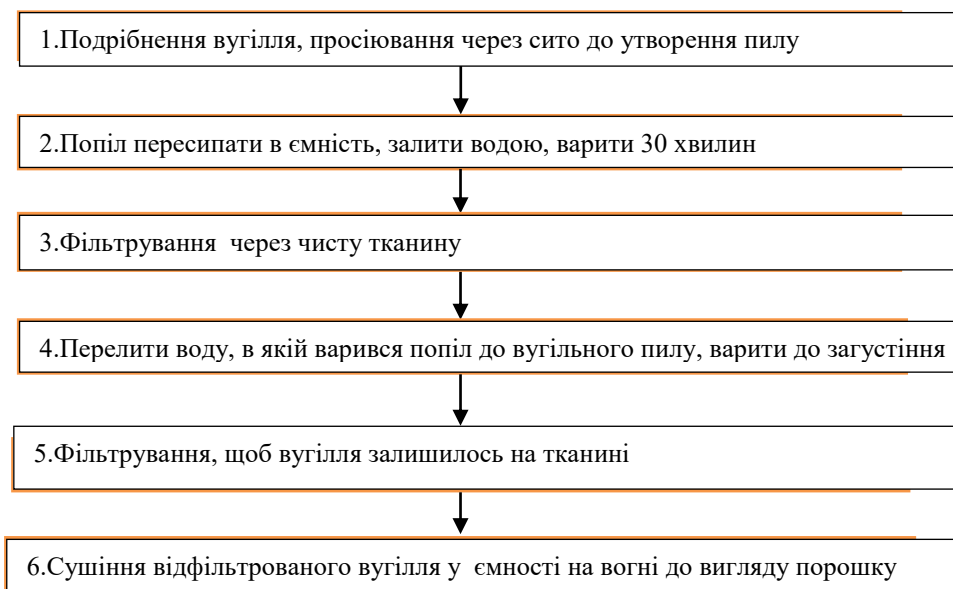 1.Подрібнення вугілля, просіювання через сито до утворення пилу
2.Попіл пересипати в ємність, залити водою, варити 30 хвилин
3.Фільтрування через чисту тканину
4.Перелити воду, в якій варився попіл до вугільного пилу, варити до загустіння
5.Фільтрування, щоб вугілля залишилось на тканині
6.Сушіння відфільтрованого вугілля у ємності на вогні до вигляду порошку